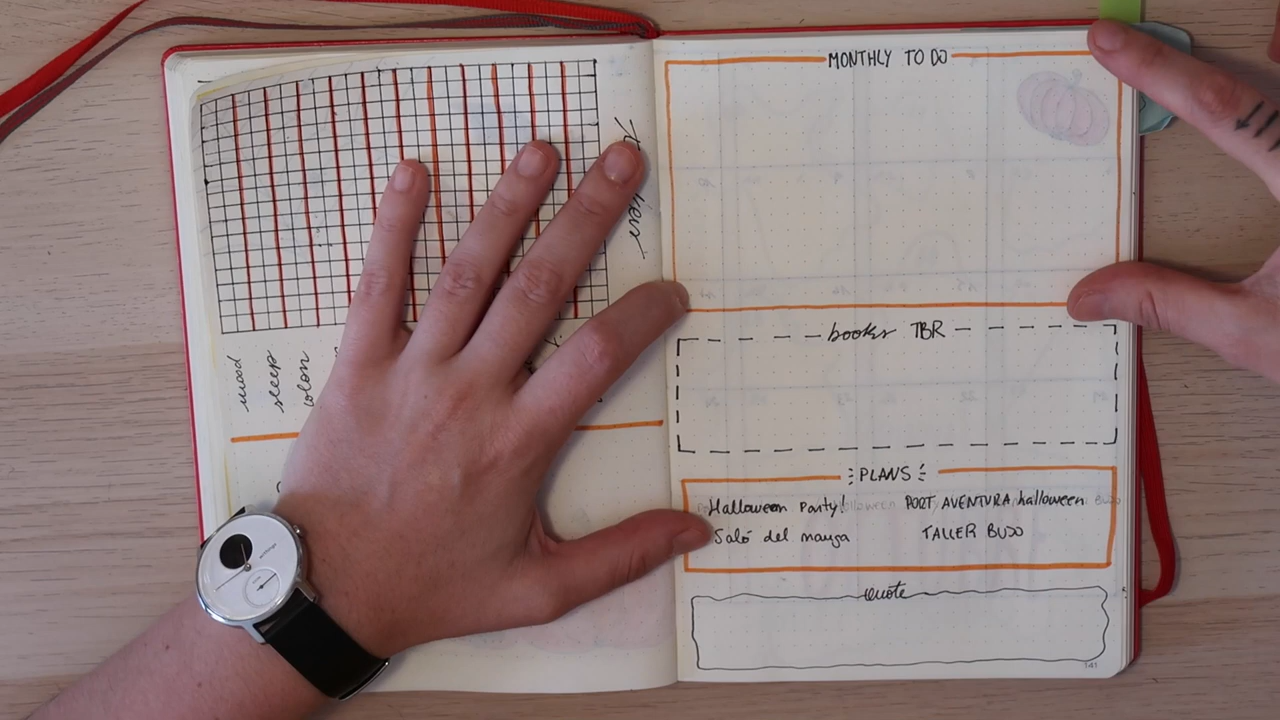 MONTHLY TO DO
mood
sleep
books TBR
PLANS
Halloween Party! PORT AVENTURA halloween
Saló del manga TALLER BUJO
quote
141